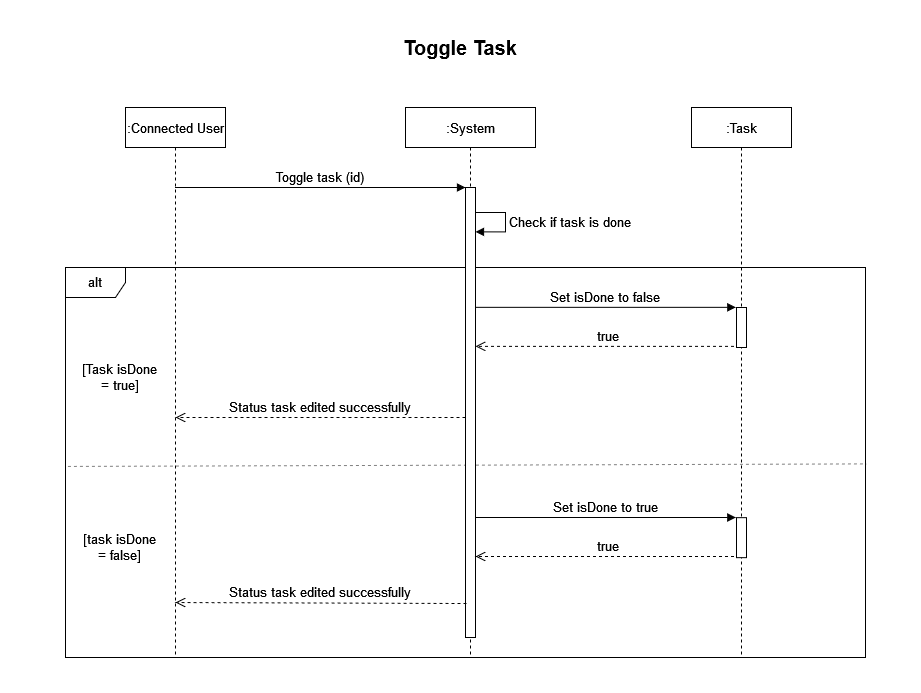 Toggle Task
:Connected User
:System
:Task
Toggle task (id)
Check if task is done
alt
Set isDone to false
true
[Task isDone
= true]
Status task edited successfully
Set isDone to true
[task isDone
= false]
true
Status task edited successfully